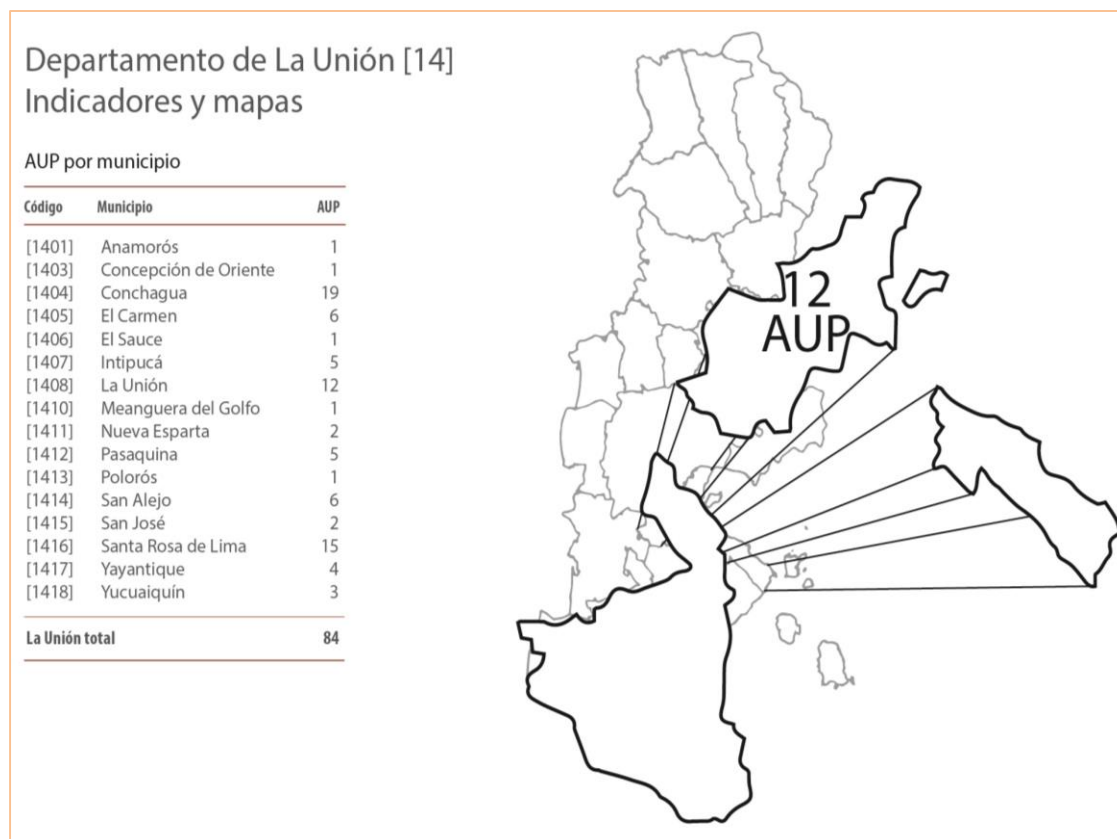 Departamento de La Unión [14]
Indicadores y mapas
AUP por municipio
Código Municipio AUP
[1401] Anamorós 1
[1403] Concepción de Oriente 1
[1404] Conchagua 19
[1405] El Carmen 6
[1406] El Sauce 1
[1407] Intipucá 5
[1408] La Unión 12
[1410] Meanguera del Golfo 1
[1411] Nueva Esparta 2
[1412] Pasaquina 5
[1413] Polorós 1
[1414] San Alejo 6
[1415] San José 2
[1416] Santa Rosa de Lima 15
[1417] Yayantique 4
[1418] Yucuaiquín 3
La Unión total 84
12
AUP